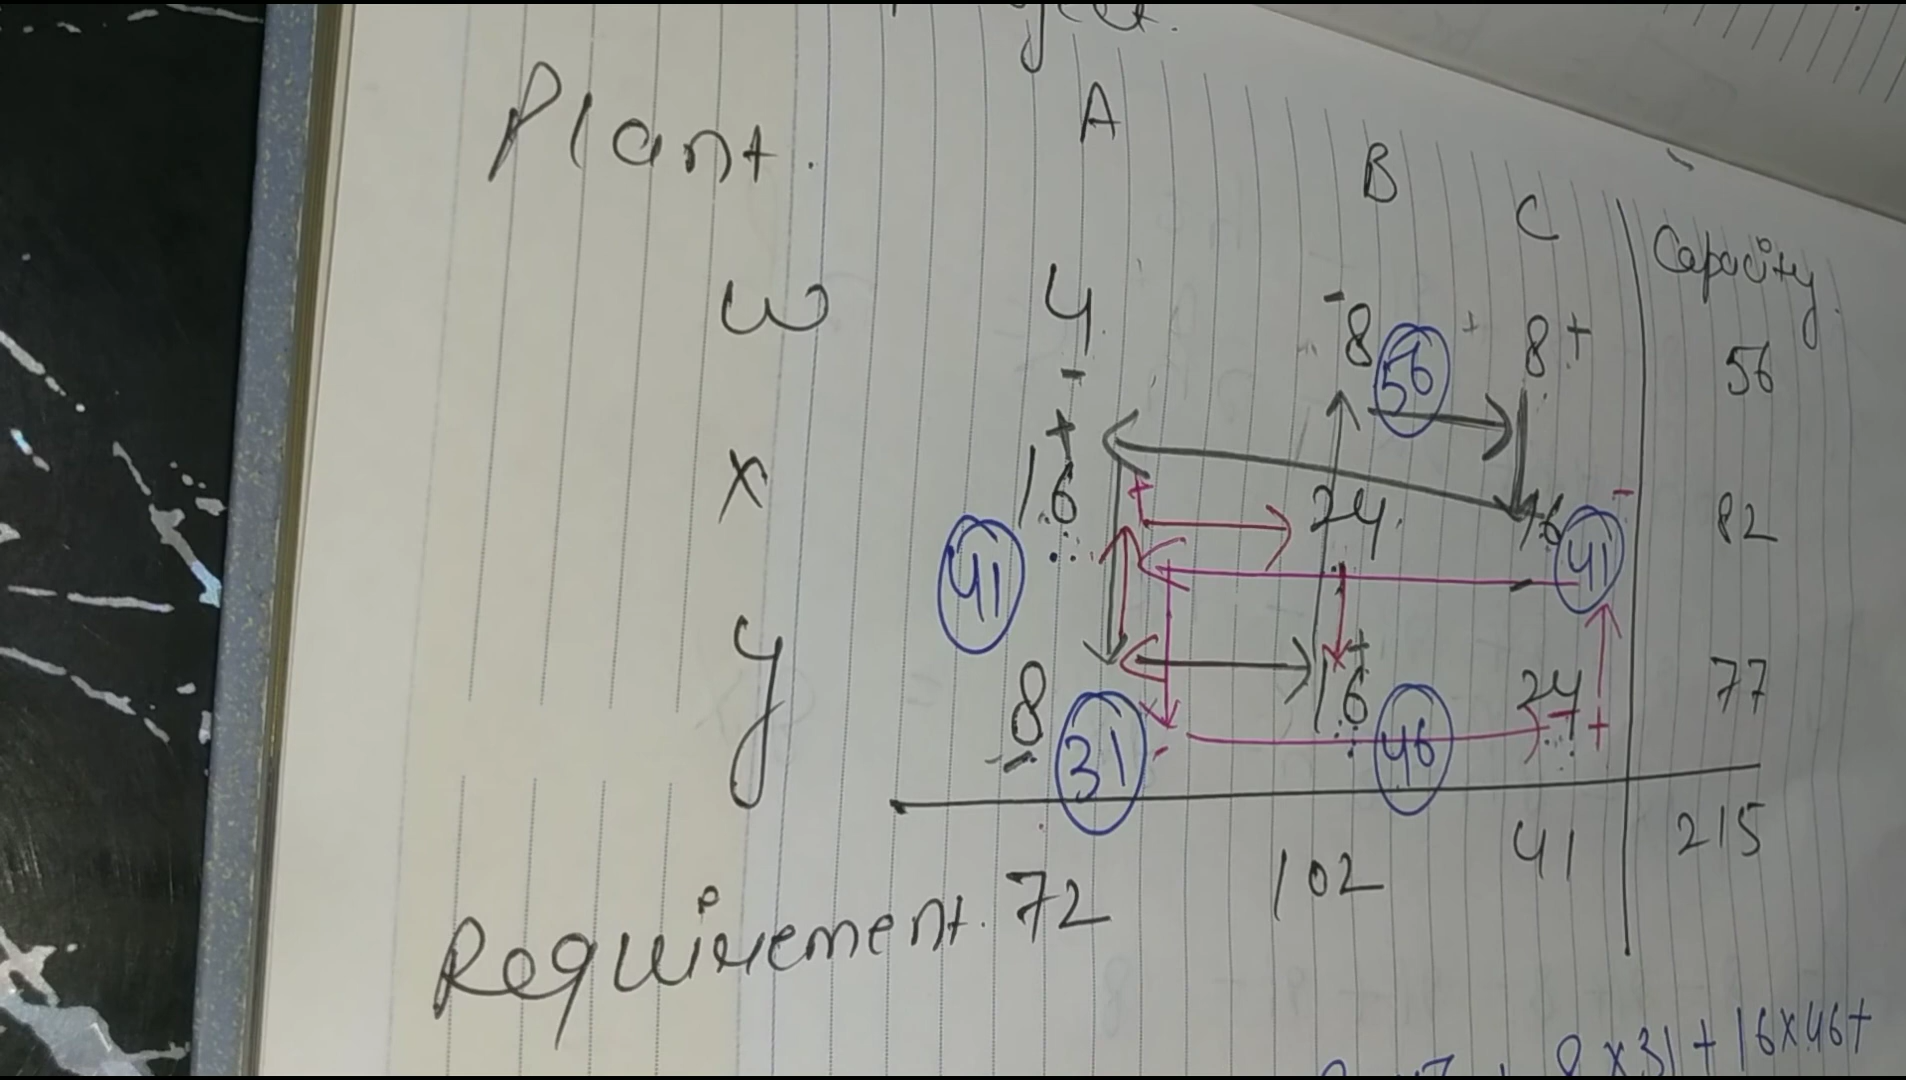 Plant. A B C Capacity.
w 4 - -8 56 + 8+ 56
+
x 16 41 + 24. 16 41 - 82
y 8 - 31 - 16 + 46 24 - + 77
Requirement. 72 102 41 215
8x31+16x46+